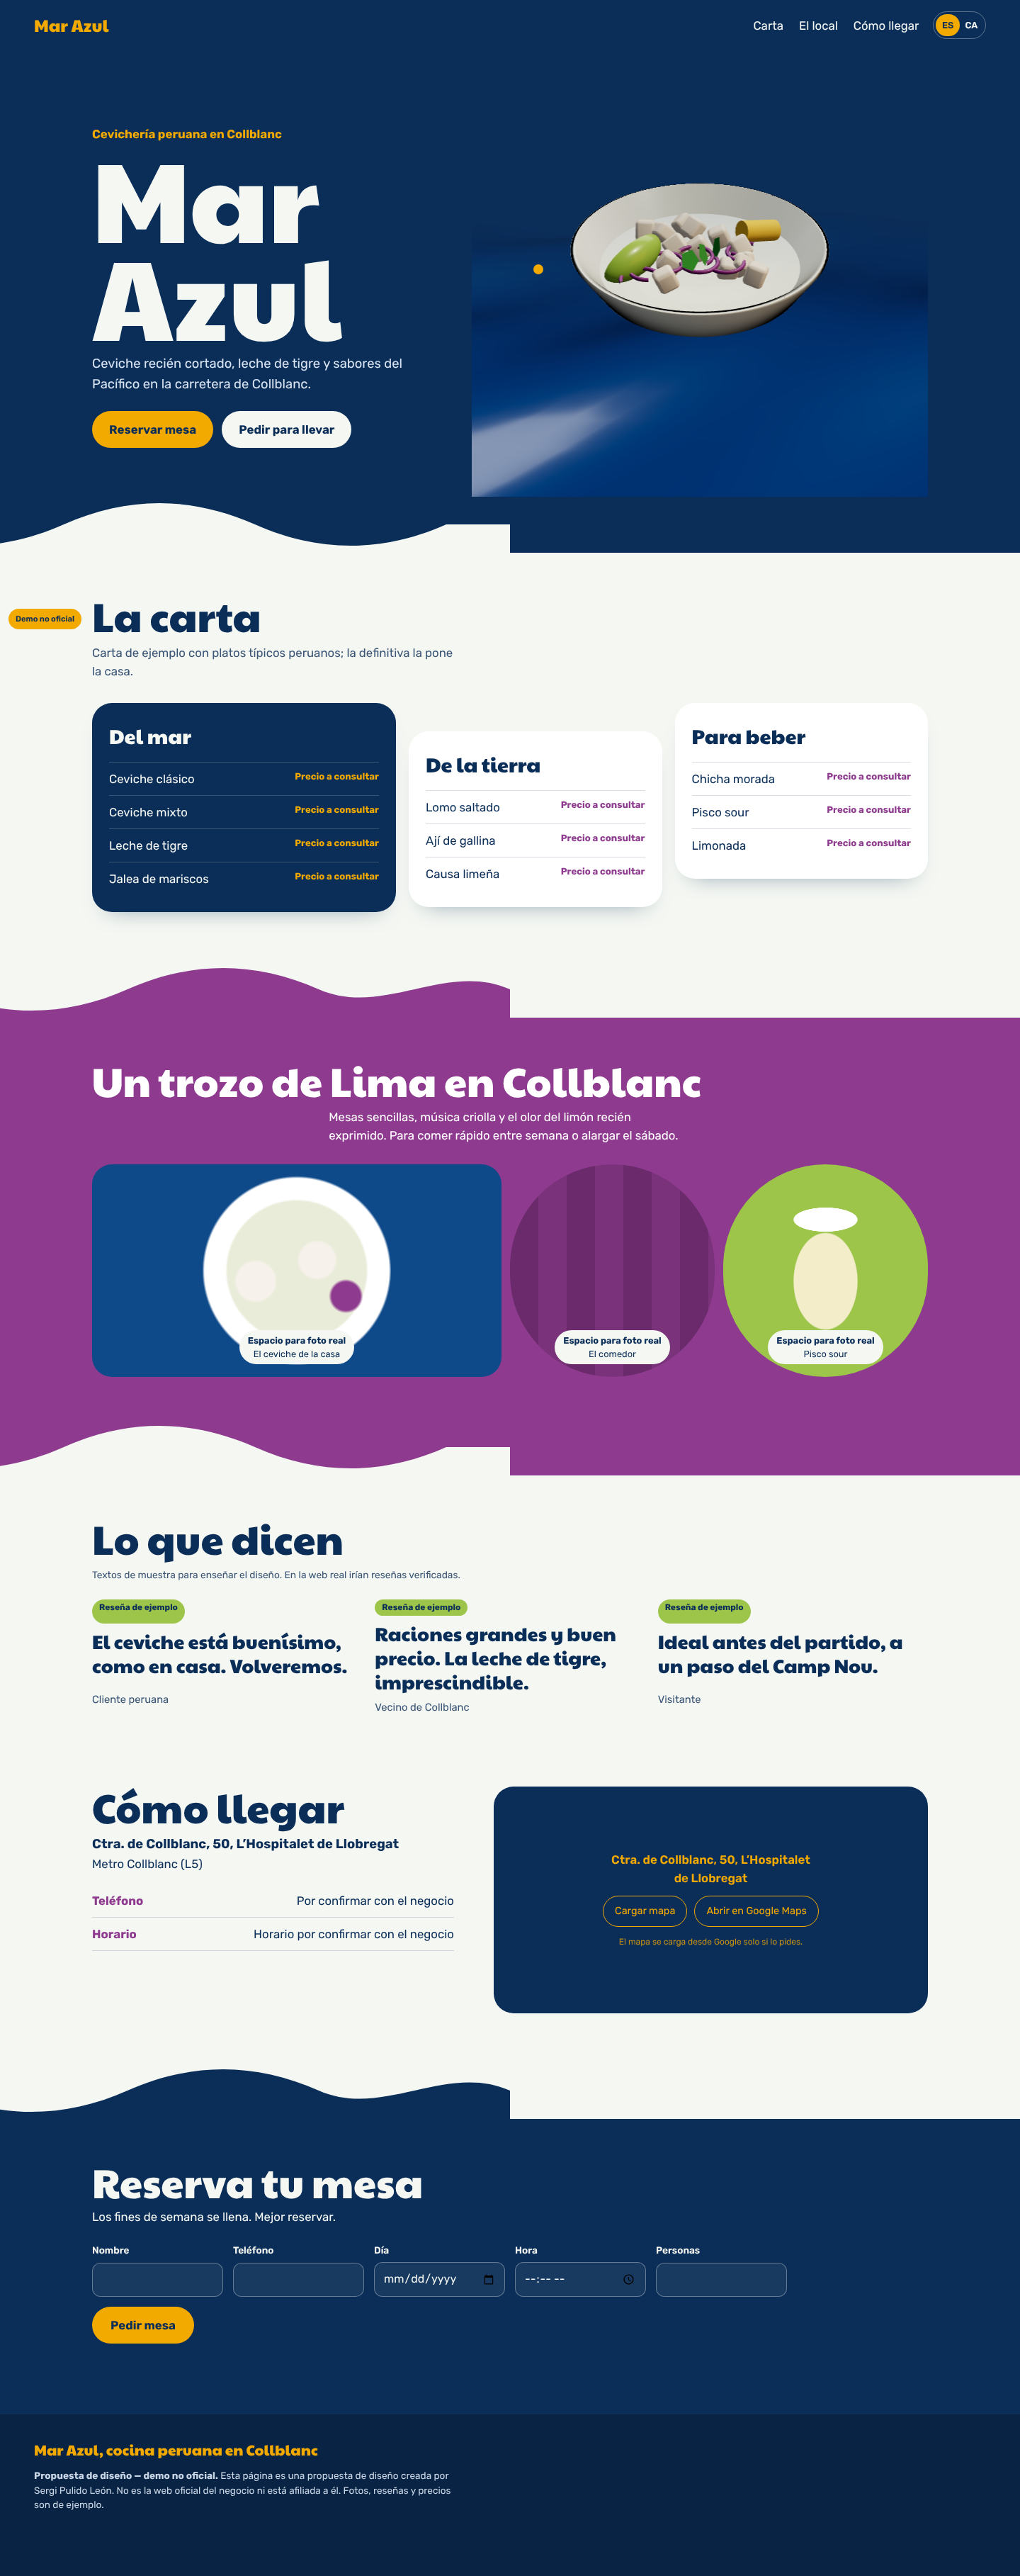 Mar Azul
Carta
El local
Cómo llegar
ES
CA
Cevichería peruana en Collblanc
Mar
Azul
Ceviche recién cortado, leche de tigre y sabores del
Pacífico en la carretera de Collblanc.
Reservar mesa
Pedir para llevar
Demo no oficial
La carta
Carta de ejemplo con platos típicos peruanos; la definitiva la pone
la casa.
Del mar
Ceviche clásico Precio a consultar
Ceviche mixto Precio a consultar
Leche de tigre Precio a consultar
Jalea de mariscos Precio a consultar
De la tierra
Lomo saltado Precio a consultar
Ají de gallina Precio a consultar
Causa limeña Precio a consultar
Para beber
Chicha morada Precio a consultar
Pisco sour Precio a consultar
Limonada Precio a consultar
Un trozo de Lima en Collblanc
Mesas sencillas, música criolla y el olor del limón recién
exprimido. Para comer rápido entre semana o alargar el sábado.
Espacio para foto real
El ceviche de la casa
Espacio para foto real
El comedor
Espacio para foto real
Pisco sour
Lo que dicen
Textos de muestra para enseñar el diseño. En la web real irían reseñas verificadas.
Reseña de ejemplo
El ceviche está buenísimo,
como en casa. Volveremos.
Cliente peruana
Reseña de ejemplo
Raciones grandes y buen
precio. La leche de tigre,
imprescindible.
Vecino de Collblanc
Reseña de ejemplo
Ideal antes del partido, a
un paso del Camp Nou.
Visitante
Cómo llegar
Ctra. de Collblanc, 50, L’Hospitalet de Llobregat
Metro Collblanc (L5)
Teléfono Por confirmar con el negocio
Horario Horario por confirmar con el negocio
Ctra. de Collblanc, 50, L’Hospitalet
de Llobregat
Cargar mapa
Abrir en Google Maps
El mapa se carga desde Google solo si lo pides.
Reserva tu mesa
Los fines de semana se llena. Mejor reservar.
Nombre
Teléfono
Día
mm/dd/yyyy
Hora
--:-- --
Personas
Pedir mesa
Mar Azul, cocina peruana en Collblanc
Propuesta de diseño — demo no oficial. Esta página es una propuesta de diseño creada por
Sergi Pulido León. No es la web oficial del negocio ni está afiliada a él. Fotos, reseñas y precios
son de ejemplo.